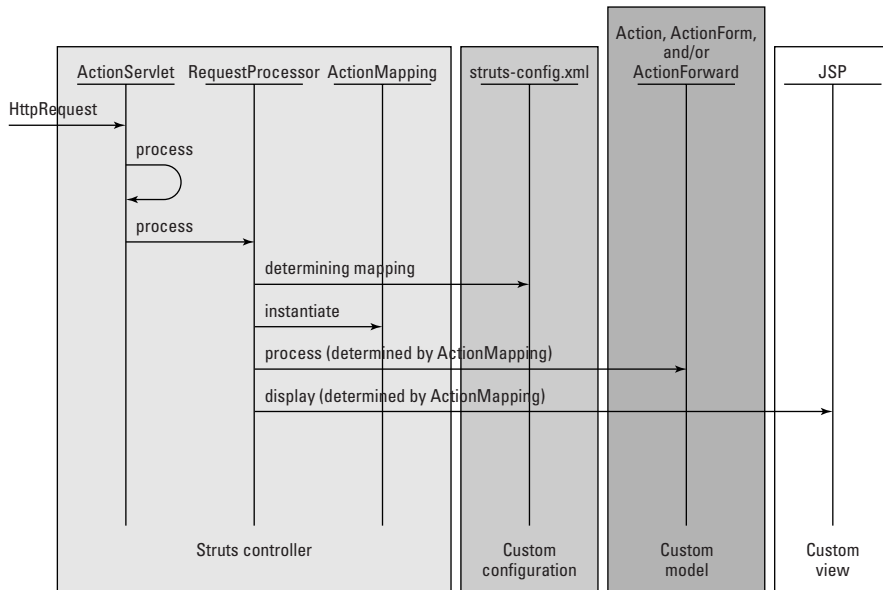 Action, ActionForm,
and/or
ActionForward
ActionServlet
RequestProcessor
ActionMapping
struts-config.xml
JSP
HttpRequest
process
process
determining mapping
instantiate
process (determined by ActionMapping)
display (determined by ActionMapping)
Struts controller
Custom
configuration
Custom
model
Custom
view